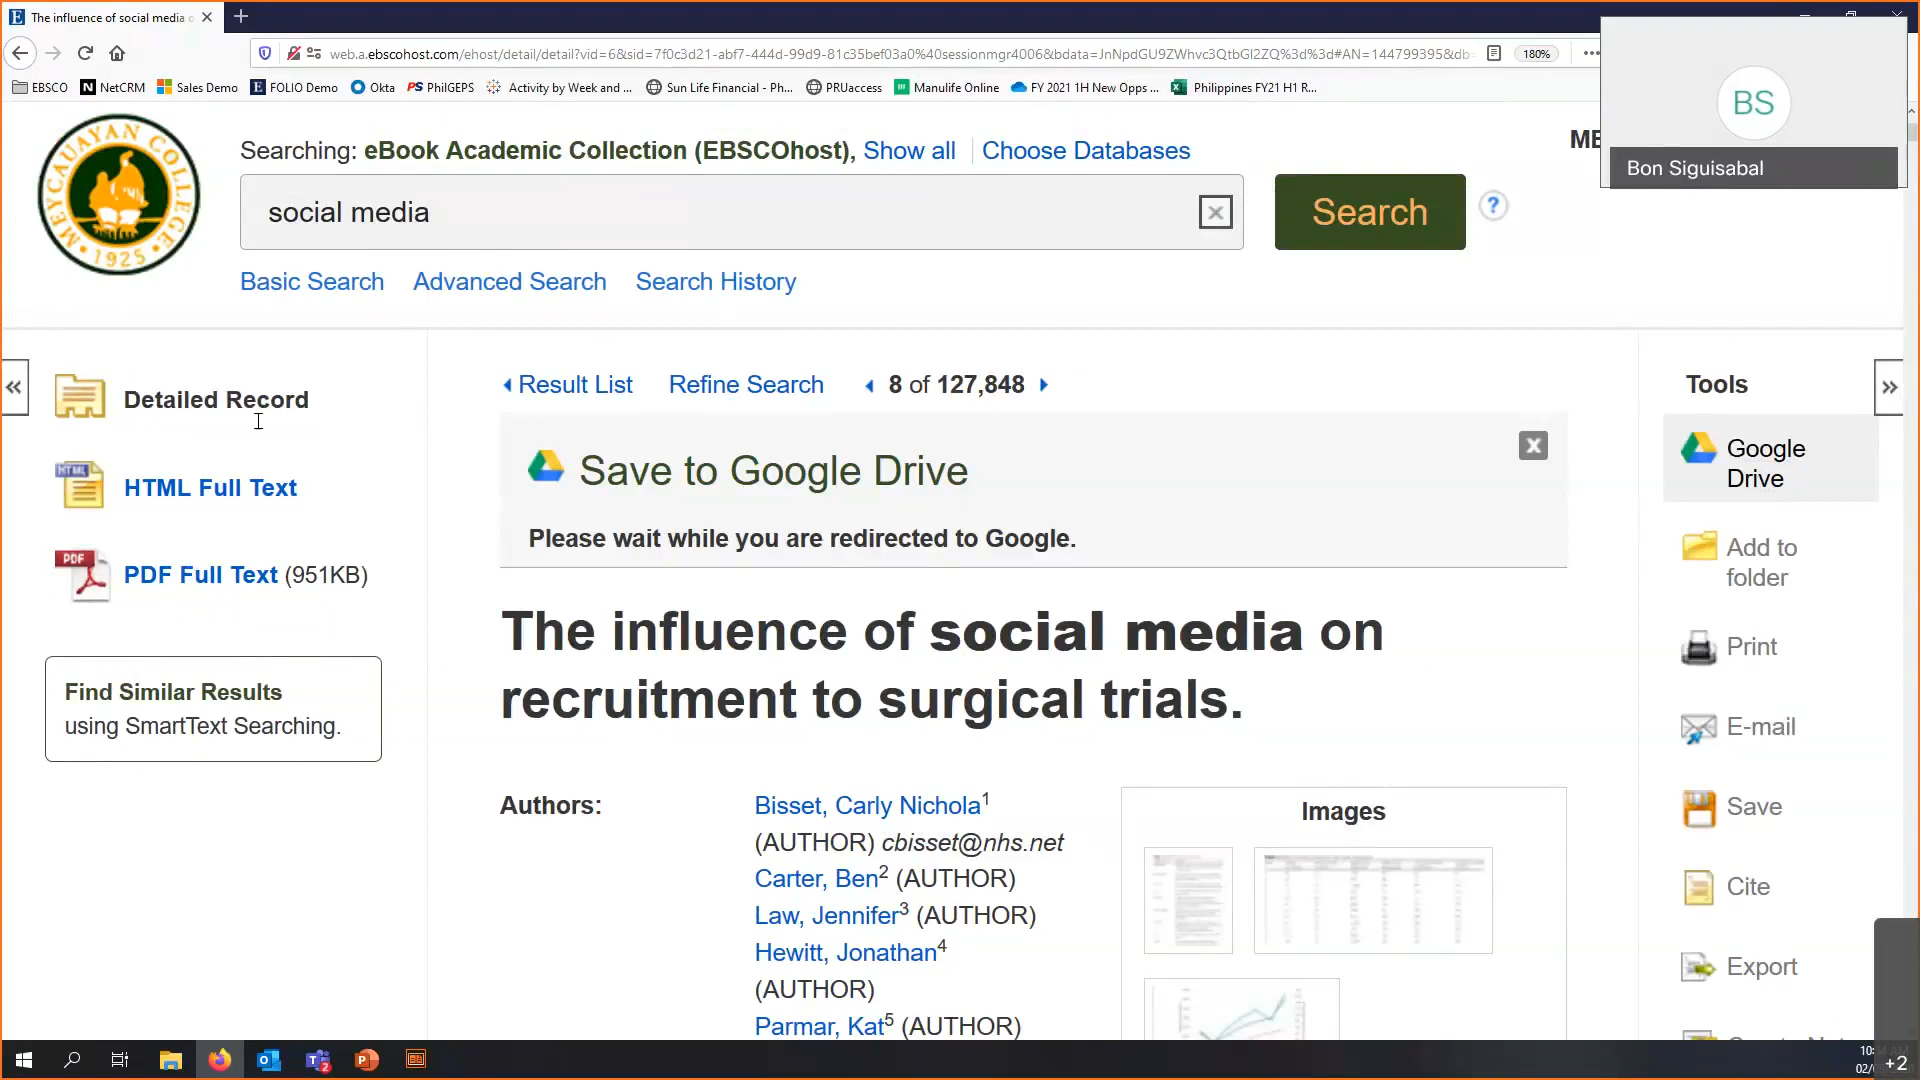 The influence of social media o
web.a.ebscohost.com/ehost/detail/detail?vid=6&sid=7f0c3d21-abf7-444d-99d9-81c35bef03a0%40sessionmgr4006&bdata=JnNpdGU9ZWhvc3QtbGl2ZQ%3d%3d#AN=144799395&db
180%
EBSCO NetCRM Sales Demo FOLIO Demo Okta PhilGEPS Activity by Week and ... Sun Life Financial - Ph... PRUaccess Manulife Online FY 2021 1H New Opps ... Philippines FY21 H1 R...
BS
Bon Siguisabal
MEYCAUAYAN COLLEGE
1925
Searching: eBook Academic Collection (EBSCOhost), Show all Choose Databases
ME
social media
Search
?
Basic Search Advanced Search Search History
Detailed Record
HTML
HTML Full Text
PDF
PDF Full Text (951KB)
Find Similar Results
using SmartText Searching.
Result List Refine Search 8 of 127,848
Save to Google Drive
Please wait while you are redirected to Google.
The influence of social media on
recruitment to surgical trials.
Authors:
Bisset, Carly Nichola1
(AUTHOR) cbisset@nhs.net
Carter, Ben2 (AUTHOR)
Law, Jennifer3 (AUTHOR)
Hewitt, Jonathan4
(AUTHOR)
Parmar, Kat5 (AUTHOR)
Images
Tools
Google
Drive
Add to
folder
Print
E-mail
Save
Cite
Export
+2